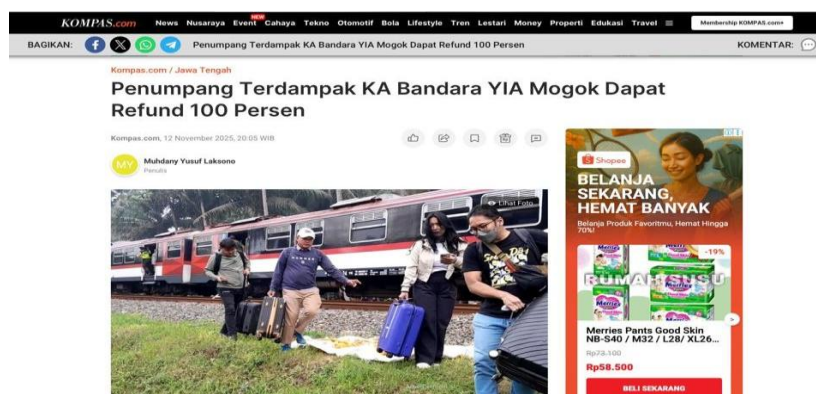 KOMPAS.com News Nusaraya Event NEW Cahaya Tekno Otomotif Bola Lifestyle Tren Lestari Money Properti Edukasi Travel Membership KOMPAS.com+
BAGIKAN: Penumpang Terdampak KA Bandara YIA Mogok Dapat Refund 100 Persen KOMENTAR:
Kompas.com / Jawa Tengah
Penumpang Terdampak KA Bandara YIA Mogok Dapat
Refund 100 Persen
Kompas.com, 12 November 2025, 20:05 WIB
MY
Muhdany Yusuf Laksono
Penulis
Lihat Foto
Shopee
BELANJA
SEKARANG,
HEMAT BANYAK
Belanja Produk Favoritmu, Hemat Hingga
70%!
-19%
Merries
RUMAH SUSU
Merries Pants Good Skin
NB-S40 / M32 / L28/ XL26...
Rp73.100
Rp58.500
BELI SEKARANG